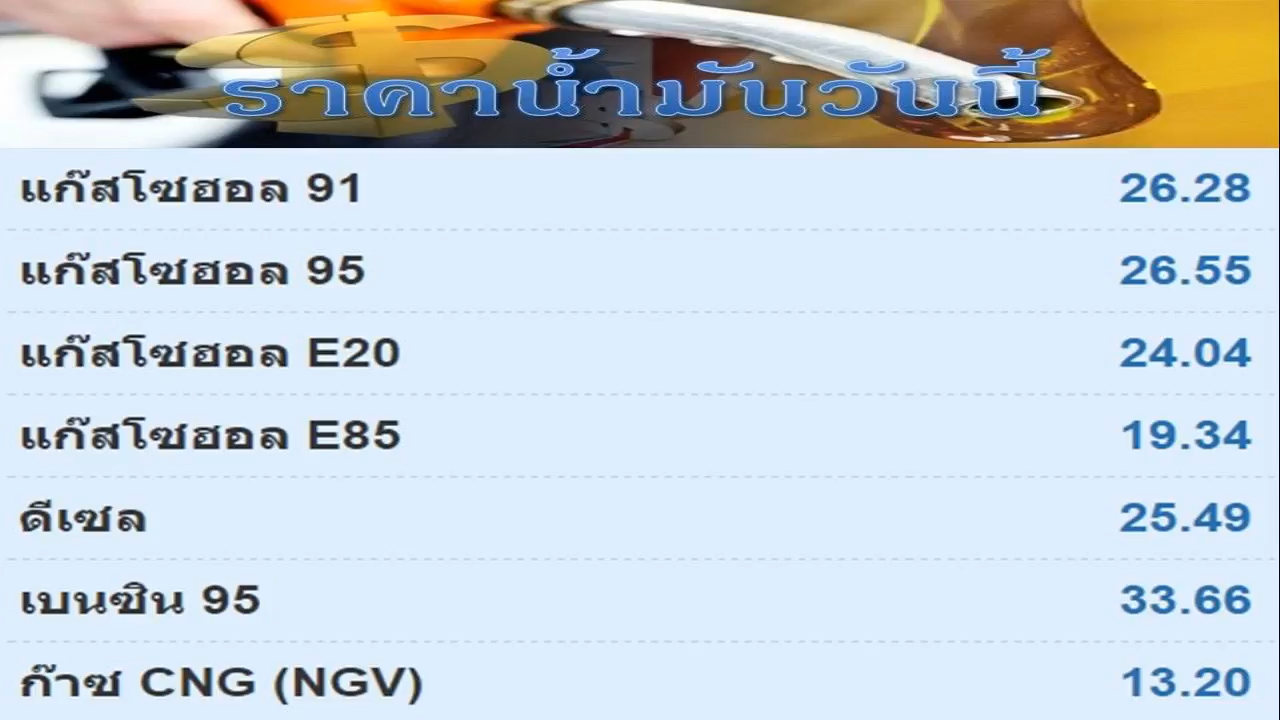 ราคาน้ำมันวันนี้
แก๊สโซฮอล 91 26.28
แก๊สโซฮอล 95 26.55
แก๊สโซฮอล E20 24.04
แก๊สโซฮอล E85 19.34
ดีเซล 25.49
เบนซิน 95 33.66
ก๊าซ CNG (NGV) 13.20